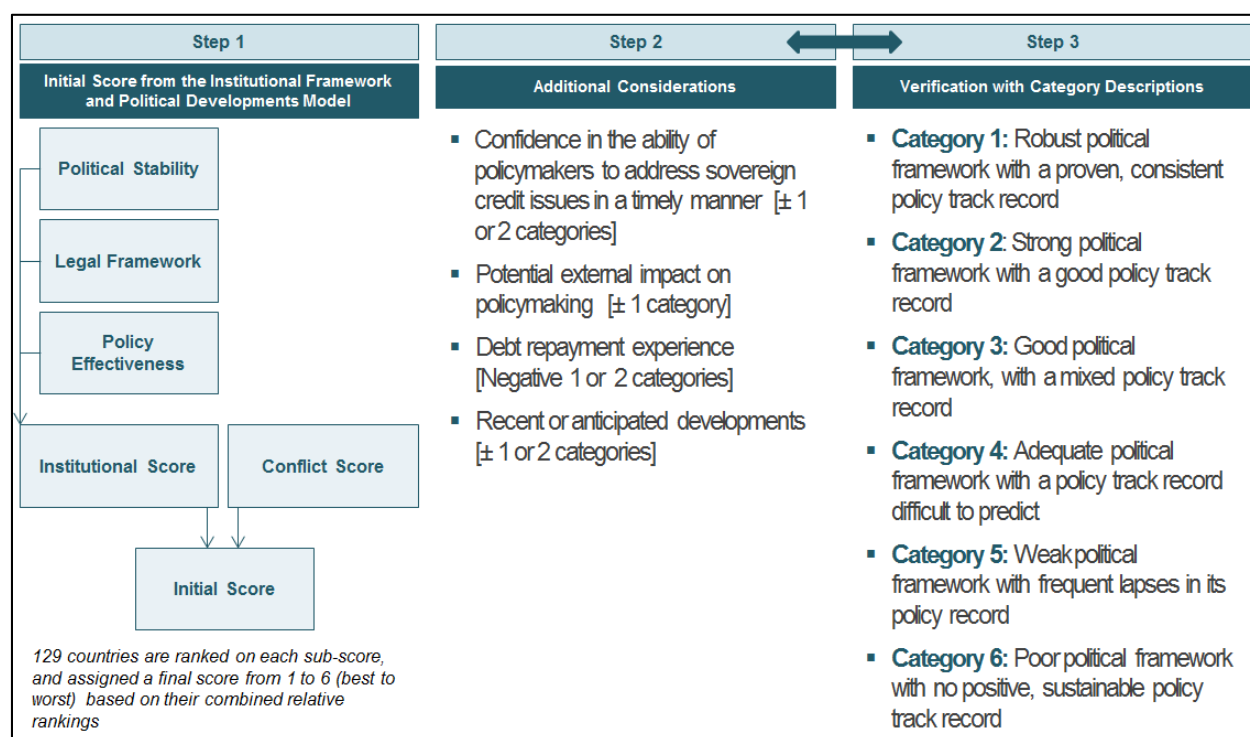 Step 1
Initial Score from the Institutional Framework
and Political Developments Model
Political Stability
Legal Framework
Policy
Effectiveness
Institutional Score
Conflict Score
Initial Score
129 countries are ranked on each sub-score,
and assigned a final score from 1 to 6 (best to
worst) based on their combined relative
rankings
Step 2
Additional Considerations
▪ Confidence in the ability of
policymakers to address sovereign
credit issues in a timely manner [± 1
or 2 categories]
▪ Potential external impact on
policymaking [± 1 category]
▪ Debt repayment experience
[Negative 1 or 2 categories]
▪ Recent or anticipated developments
[± 1 or 2 categories]
Step 3
Verification with Category Descriptions
▪ Category 1: Robust political
framework with a proven, consistent
policy track record
▪ Category 2: Strong political
framework with a good policy track
record
▪ Category 3: Good political
framework, with a mixed policy track
record
▪ Category 4: Adequate political
framework with a policy track record
difficult to predict
▪ Category 5: Weak political
framework with frequent lapses in its
policy record
▪ Category 6: Poor political framework
with no positive, sustainable policy
track record